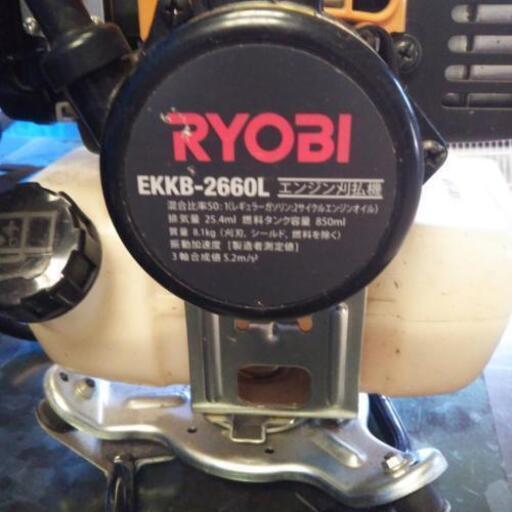 RYOBI
EKKB-2660L エンジン刈払機
混合比率50:1(レギュラーガソリン:2サイクルエンジンオイル)
排気量 25.4ml 燃料タンク容量 850ml
質量 8.1kg(刈刃、シールド、燃料を除く)
振動加速度 [製造者測定値]
3軸合成値 5.2m/s²